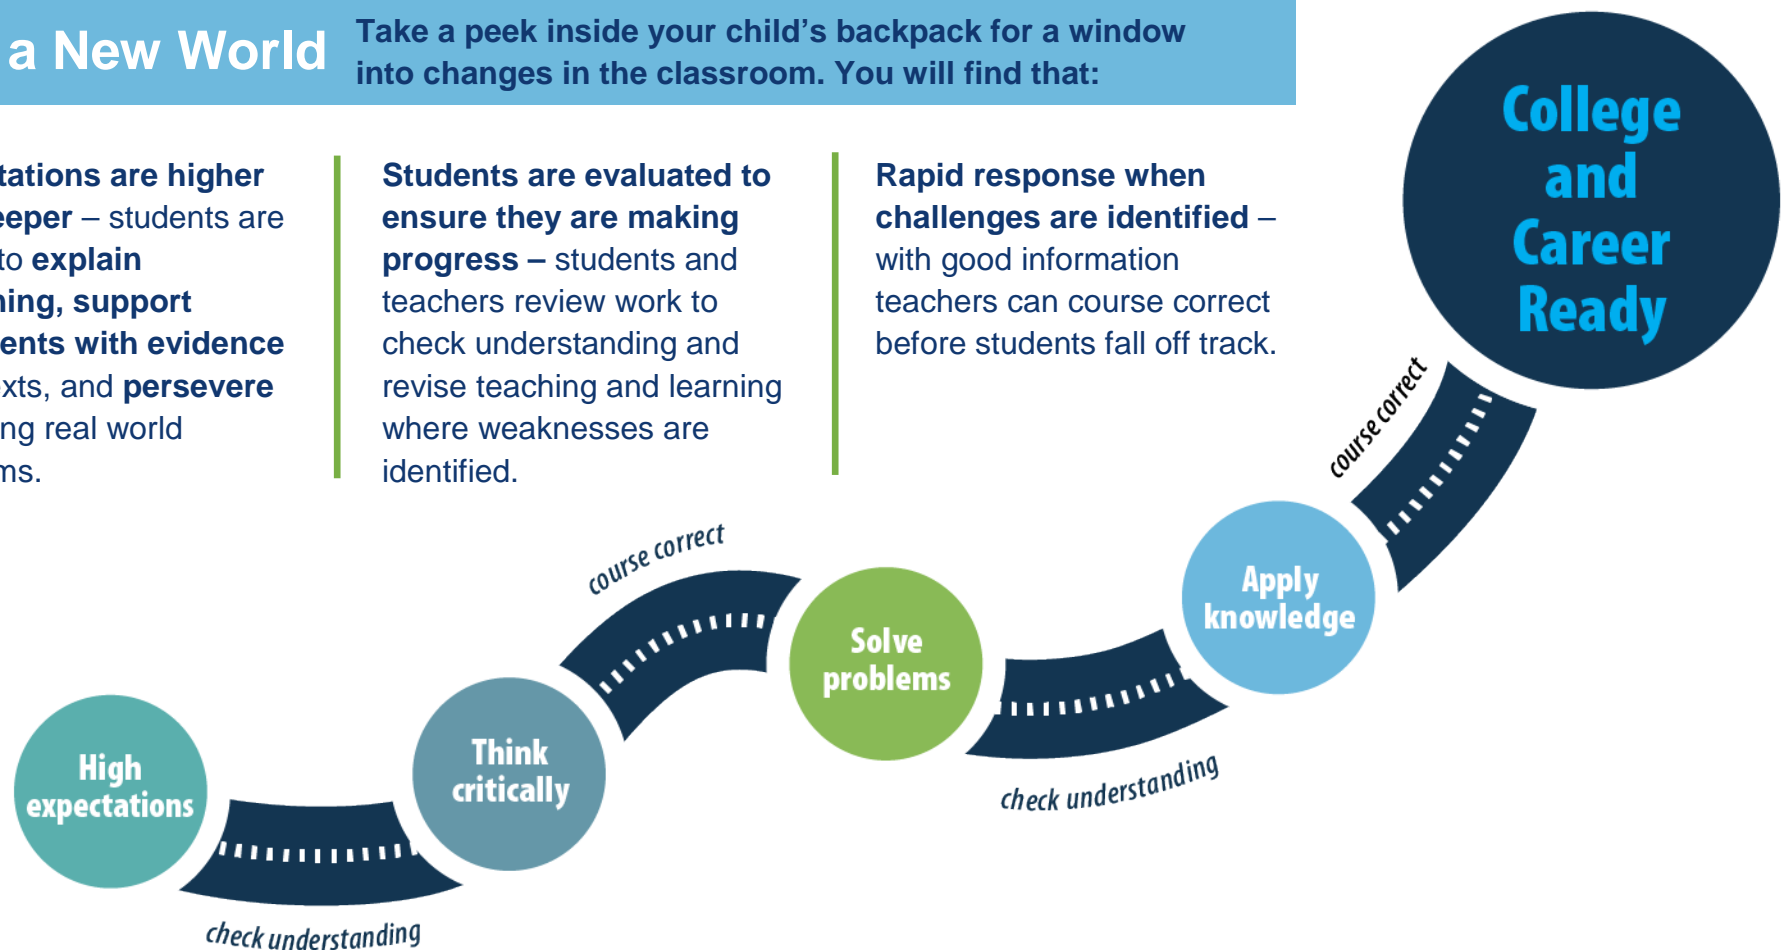 a New World
Take a peek inside your child's backpack for a window
into changes in the classroom. You will find that:
tations are higher
eeper – students are
to explain
ning, support
ents with evidence
exts, and persevere
ng real world
ms.
Students are evaluated to
ensure they are making
progress – students and
teachers review work to
check understanding and
revise teaching and learning
where weaknesses are
identified.
Rapid response when
challenges are identified –
with good information
teachers can course correct
before students fall off track.
College
and
Career
Ready
course correct
Apply
knowledge
course correct
Solve
problems
check understanding
Think
critically
High
expectations
check understanding